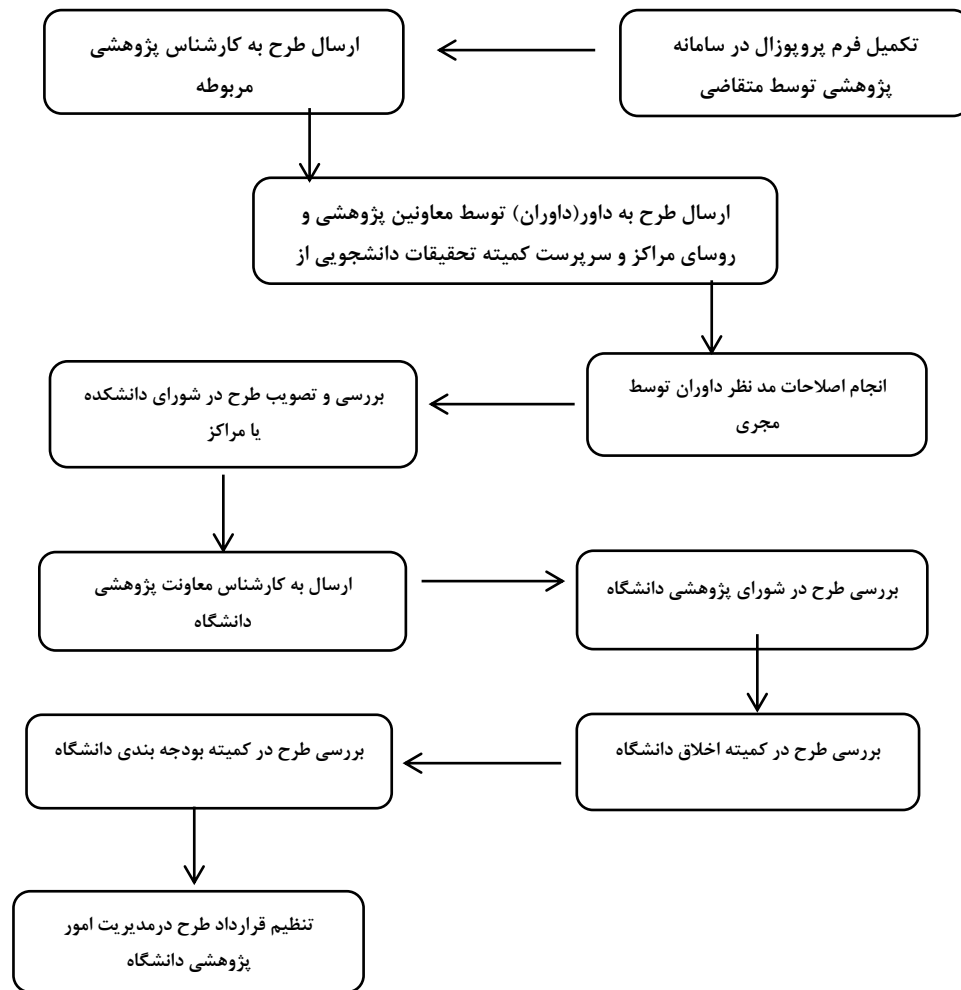 تکمیل فرم پروپوزال در سامانه
پژوهشی توسط متقاضی
ارسال طرح به کارشناس پژوهشی
مربوطه
ارسال طرح به داور(داوران) توسط معاونین پژوهشی و
روسای مراکز و سرپرست کمیته تحقیقات دانشجویی از
انجام اصلاحات مد نظر داوران توسط
مجری
بررسی و تصویب طرح در شورای دانشکده
یا مراکز
ارسال به کارشناس معاونت پژوهشی
دانشگاه
بررسی طرح در شورای پژوهشی دانشگاه
بررسی طرح در کمیته اخلاق دانشگاه
بررسی طرح در کمیته بودجه بندی دانشگاه
تنظیم قرارداد طرح درمدیریت امور
پژوهشی دانشگاه